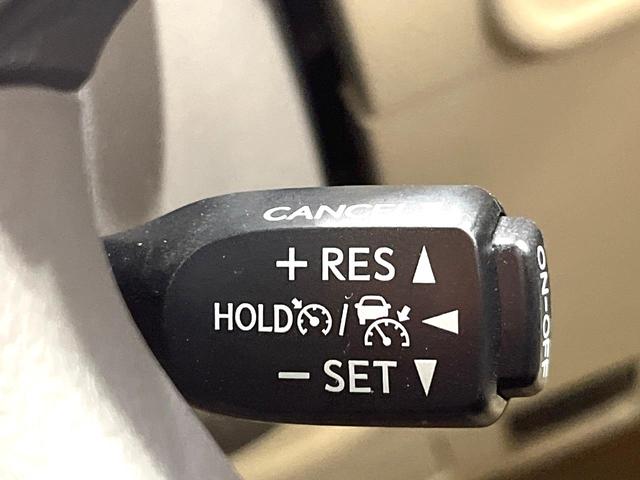 CANCEL
+ RES ▲
HOLD / ◀
− SET ▼
ON-OFF